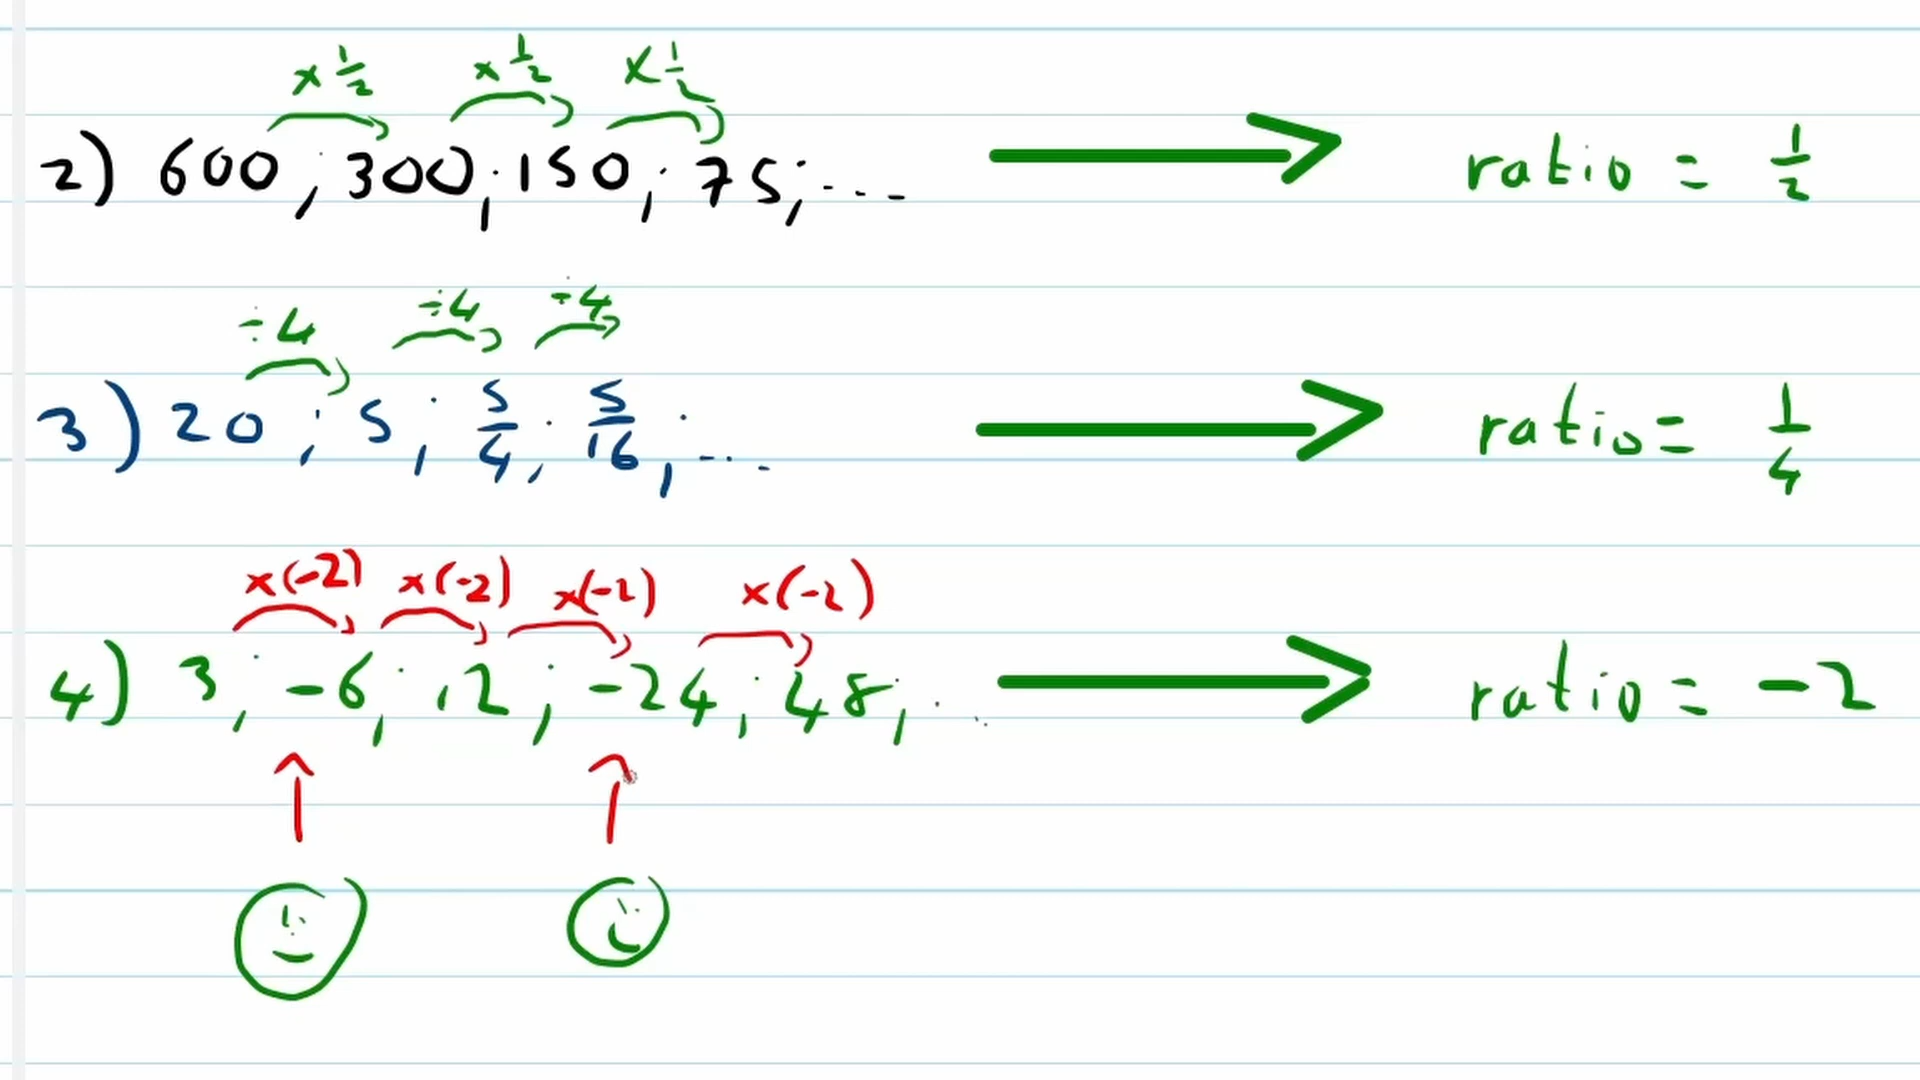 ×1/2 ×1/2 ×1/2
2) 600 ; 300 ; 150 ; 75 ; ... ratio = 1/2
÷4 ÷4 ÷4
3) 20 ; 5 ; 5/4 ; 5/16 ; ... ratio = 1/4
×(-2) ×(-2) ×(-2) ×(-2)
4) 3 ; -6 ; 12 ; -24 ; 48 ; ... ratio = -2